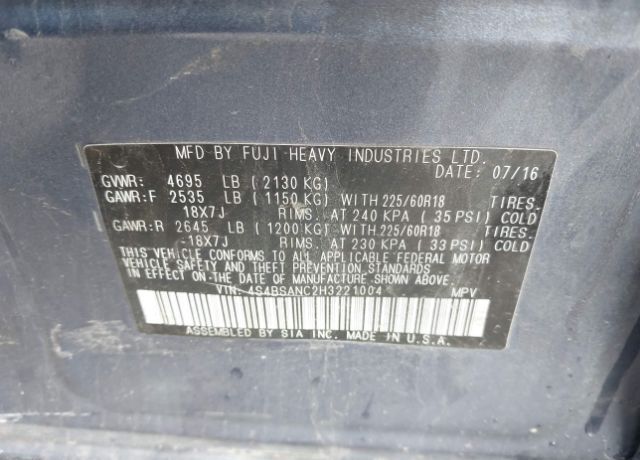 MFD BY FUJI HEAVY INDUSTRIES LTD.
DATE: 07/16
GVWR: 4695 LB ( 2130 KG)
GAWR:F 2535 LB ( 1150 KG) WITH 225/60R18 TIRES.
18X7J RIMS. AT 240 KPA ( 35 PSI) COLD
GAWR:R 2645 LB ( 1200 KG) WITH 225/60R18 TIRES.
18X7J RIMS. AT 230 KPA ( 33 PSI) COLD
THIS VEHICLE CONFORMS TO ALL APPLICABLE FEDERAL MOTOR
VEHICLE SAFETY AND THEFT PREVENTION STANDARDS
IN EFFECT ON THE DATE OF MANUFACTURE SHOWN ABOVE.
VIN: 4S4BSANC2H3221004 MPV
ASSEMBLED BY SIA INC. MADE IN U.S.A.